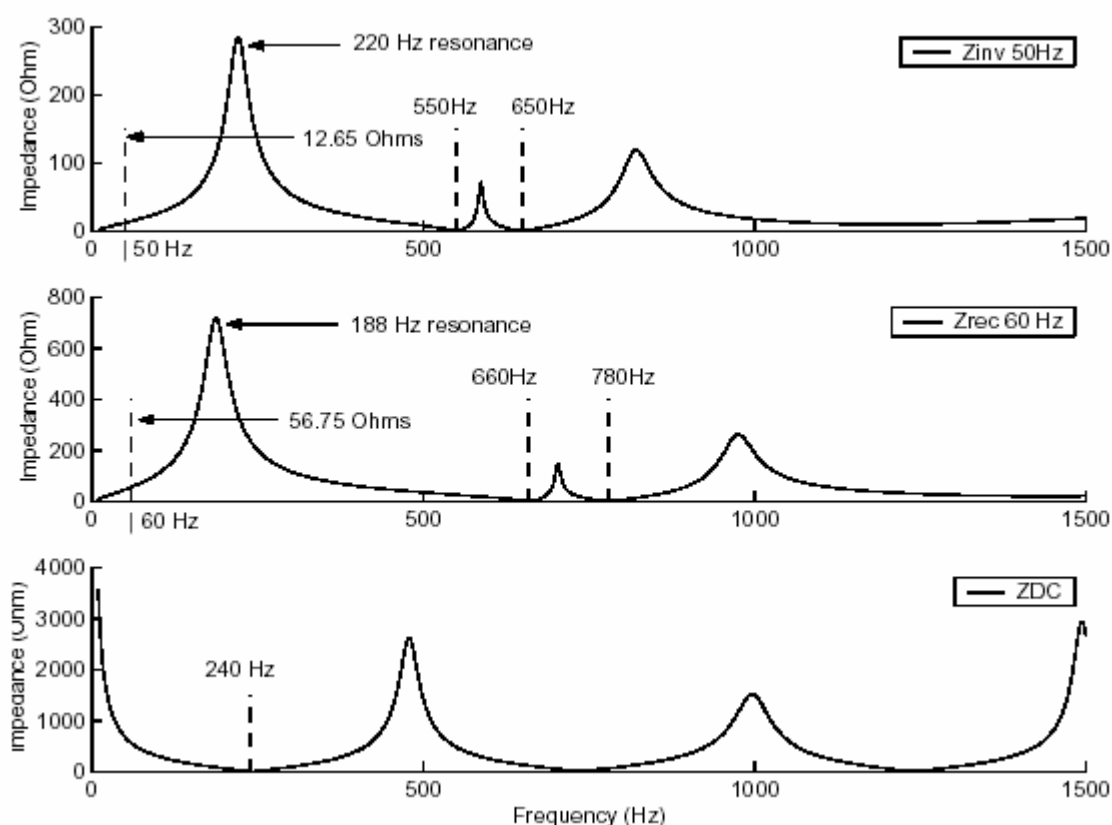 300
220 Hz resonance
Zinv 50Hz
200
550Hz
650Hz
12.65 Ohms
100
0
Impedance (Ohm)
0
| 50 Hz
500
1000
1500
800
188 Hz resonance
Zrec 60 Hz
600
660Hz
780Hz
400
56.75 Ohms
200
0
Impedance (Ohm)
0
| 60 Hz
500
1000
1500
4000
ZDC
3000
240 Hz
2000
1000
0
Impedance (Ohm)
0
500
1000
1500
Frequency (Hz)